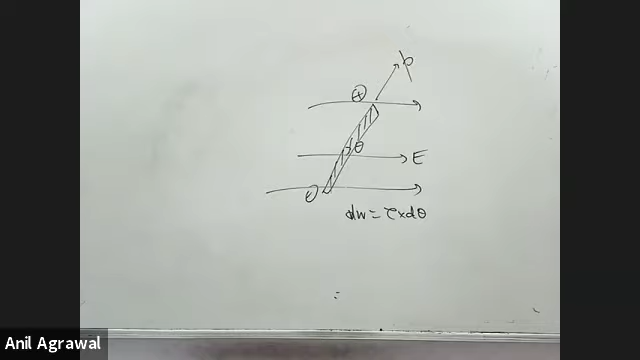 p
⊕
θ
E
⊖
dw = τ×dθ
=
Anil Agrawal